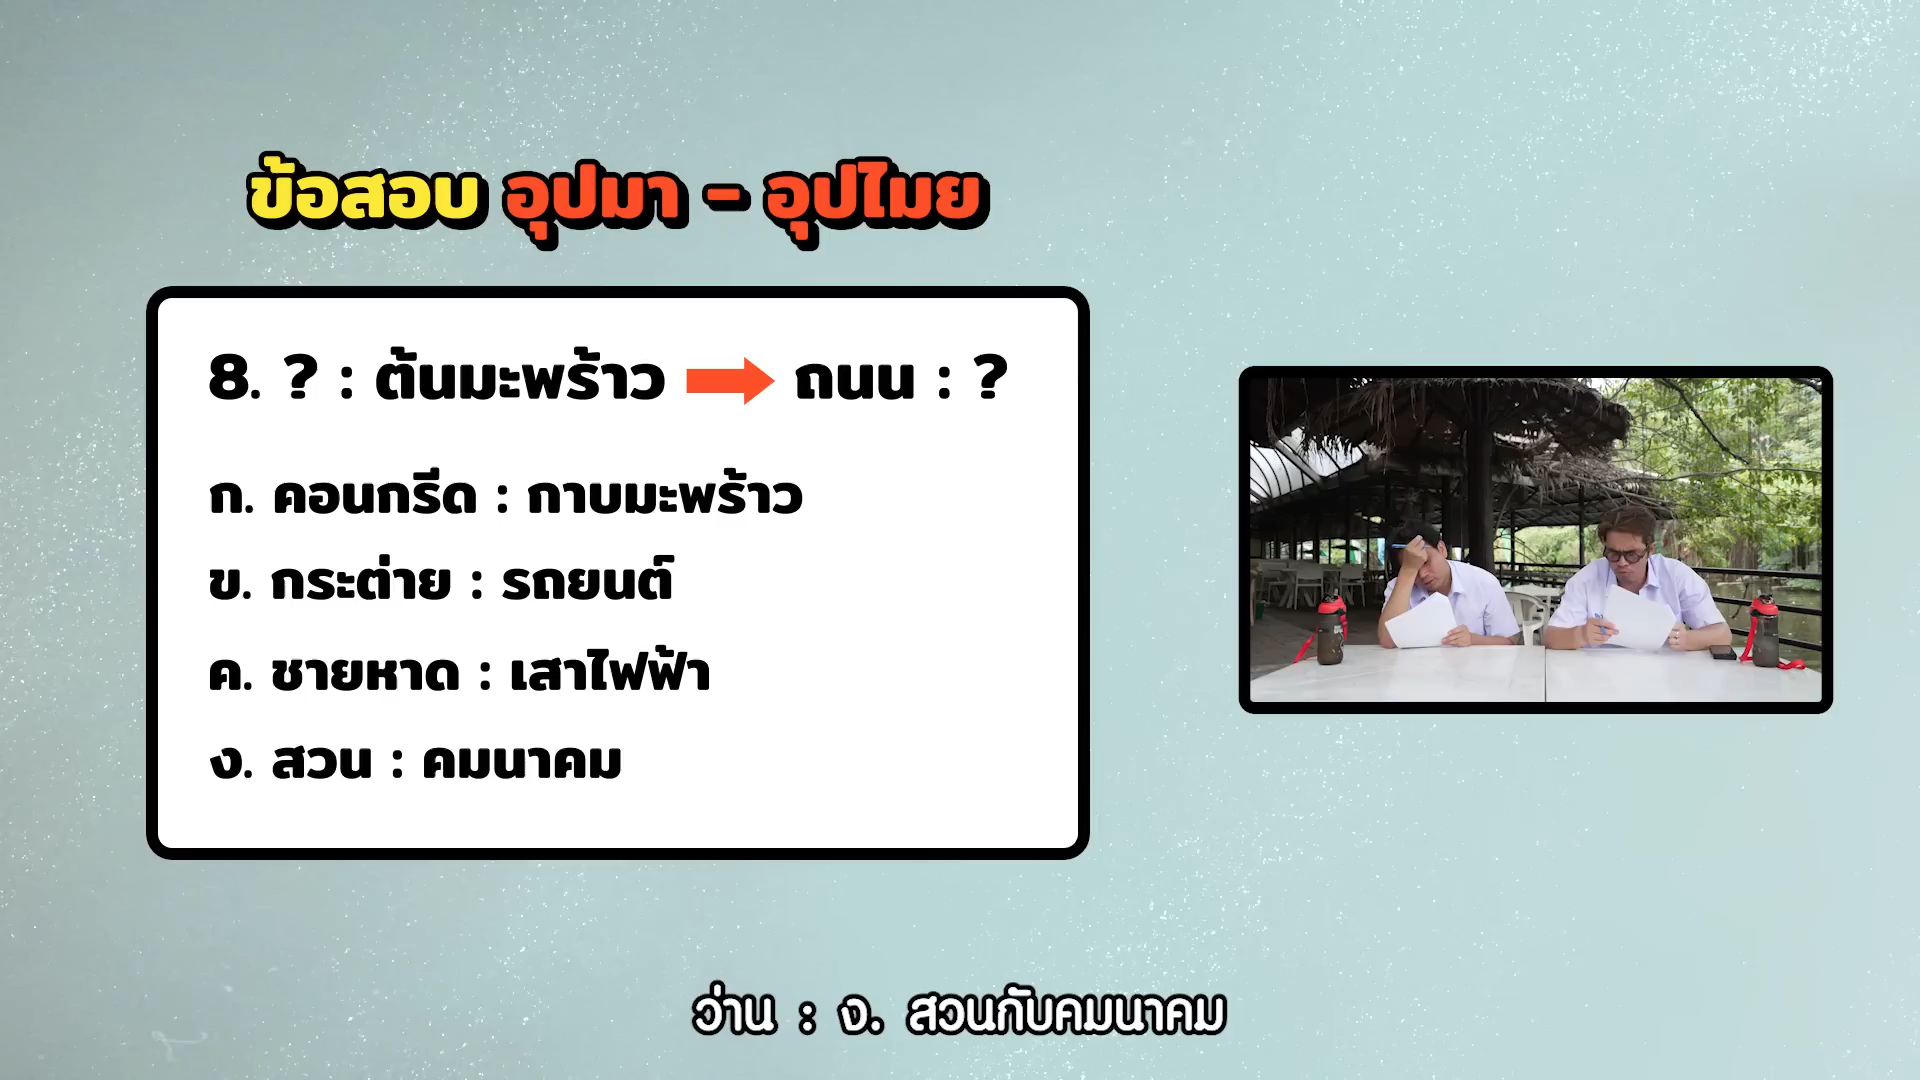 ข้อสอบ อุปมา - อุปไมย
8. ? : ต้นมะพร้าว ➡ ถนน : ?
ก. คอนกรีต : กาบมะพร้าว
ข. กระต่าย : รถยนต์
ค. ชายหาด : เสาไฟฟ้า
ง. สวน : คมนาคม
ว่าน : ง. สวนกับคมนาคม